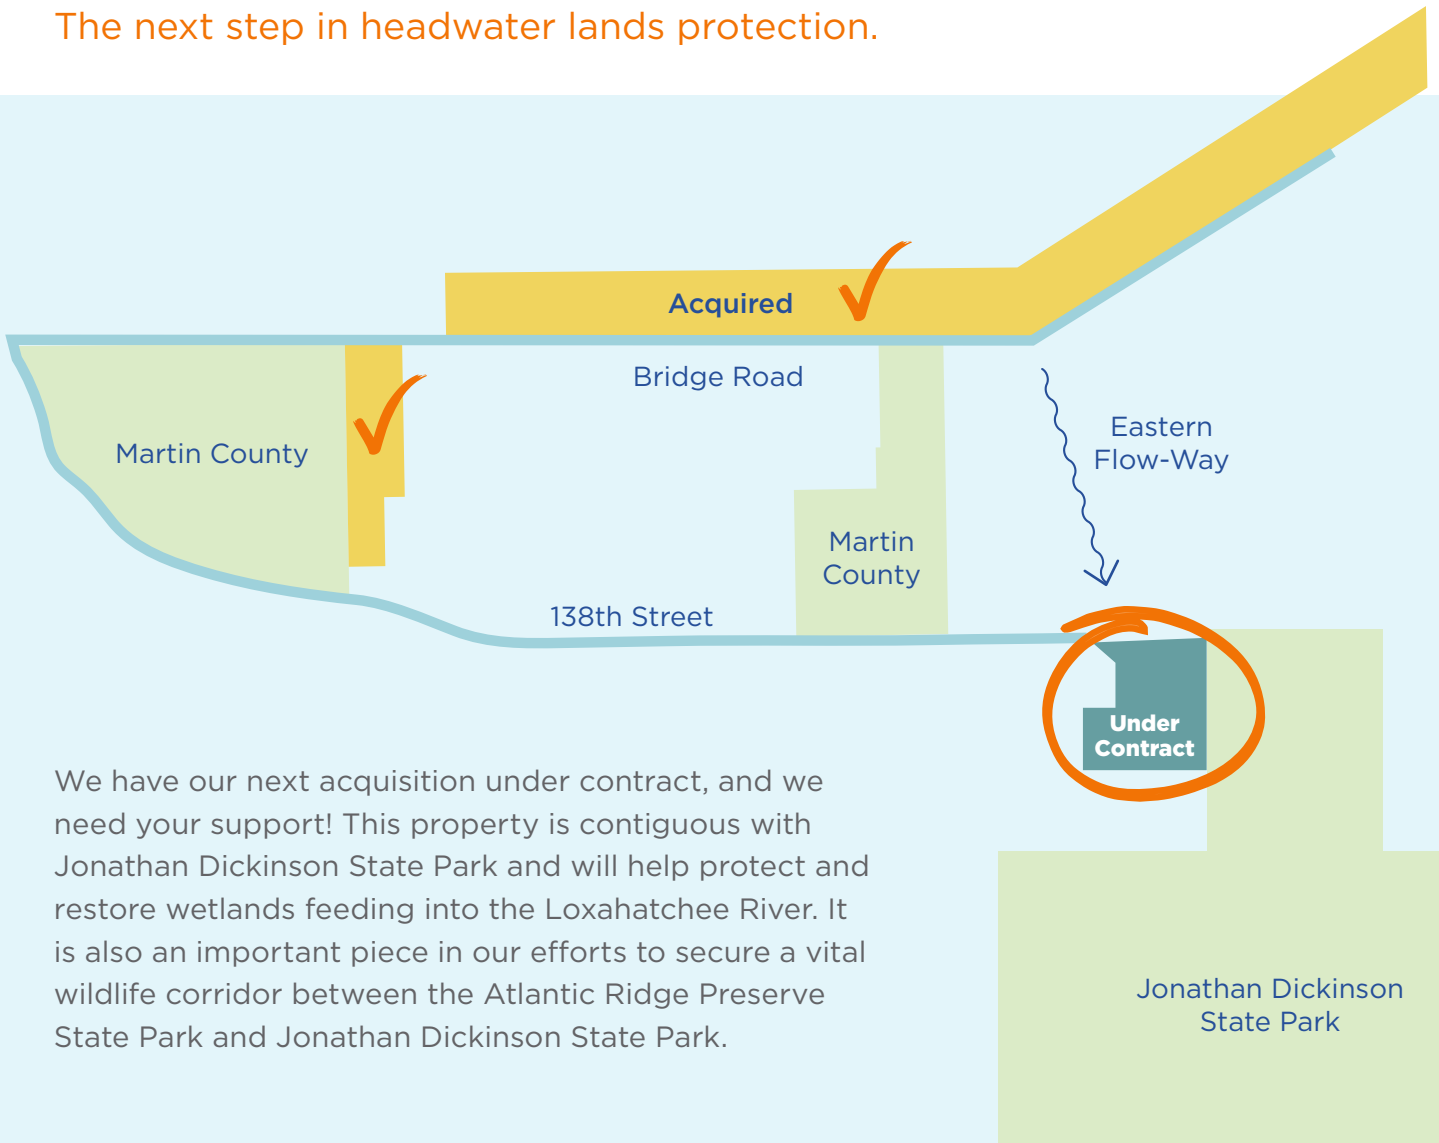 The next step in headwater lands protection.
Acquired
Bridge Road
Martin County
Eastern
Flow-Way
Martin
County
138th Street
Under
Contract
We have our next acquisition under contract, and we
need your support! This property is contiguous with
Jonathan Dickinson State Park and will help protect and
restore wetlands feeding into the Loxahatchee River. It
is also an important piece in our efforts to secure a vital
wildlife corridor between the Atlantic Ridge Preserve
State Park and Jonathan Dickinson State Park.
Jonathan Dickinson
State Park